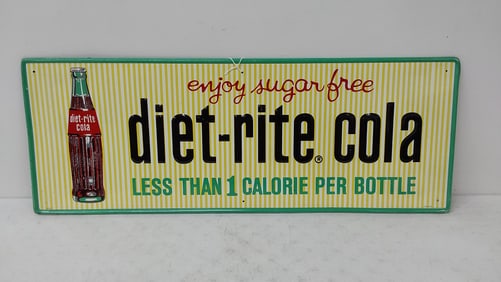 enjoy sugar free
diet-rite® cola
LESS THAN 1 CALORIE PER BOTTLE
diet-rite
cola